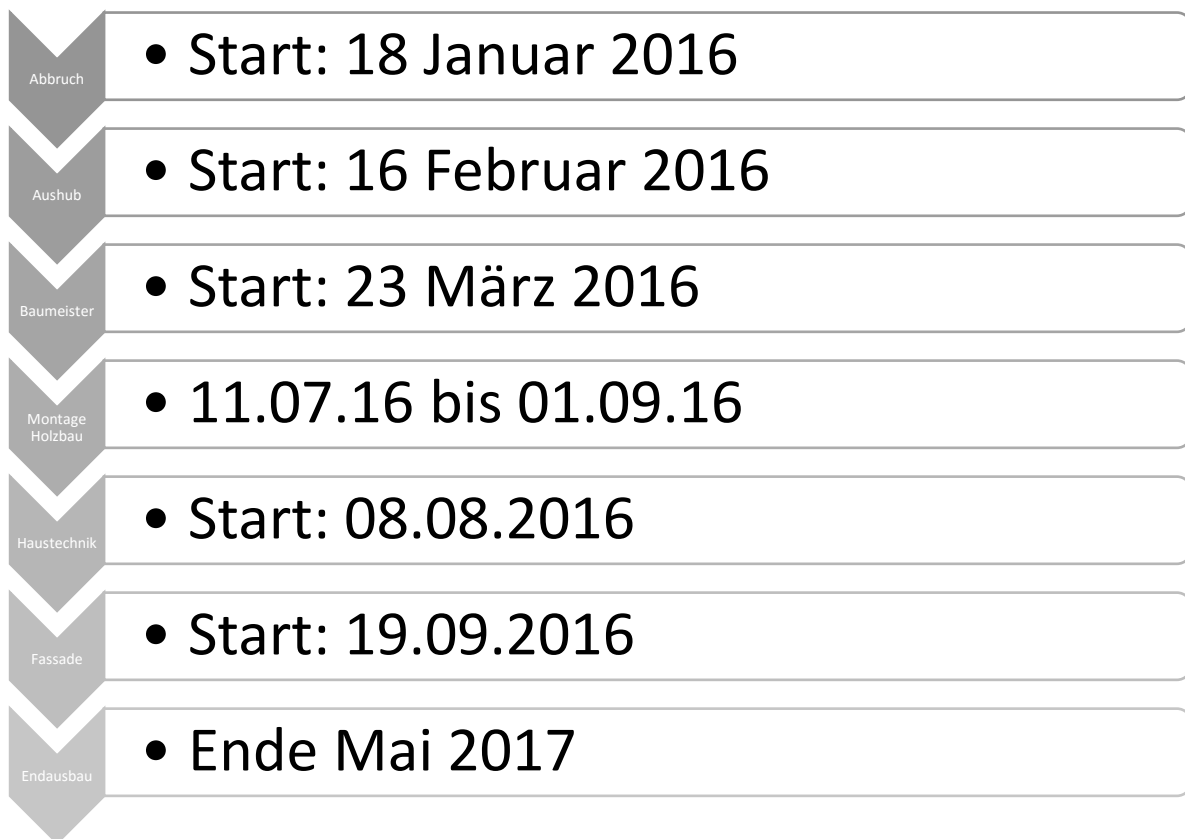 Abbruch
• Start: 18 Januar 2016
Aushub
• Start: 16 Februar 2016
Baumeister
• Start: 23 März 2016
Montage
Holzbau
• 11.07.16 bis 01.09.16
Haustechnik
• Start: 08.08.2016
Fassade
• Start: 19.09.2016
Endausbau
• Ende Mai 2017